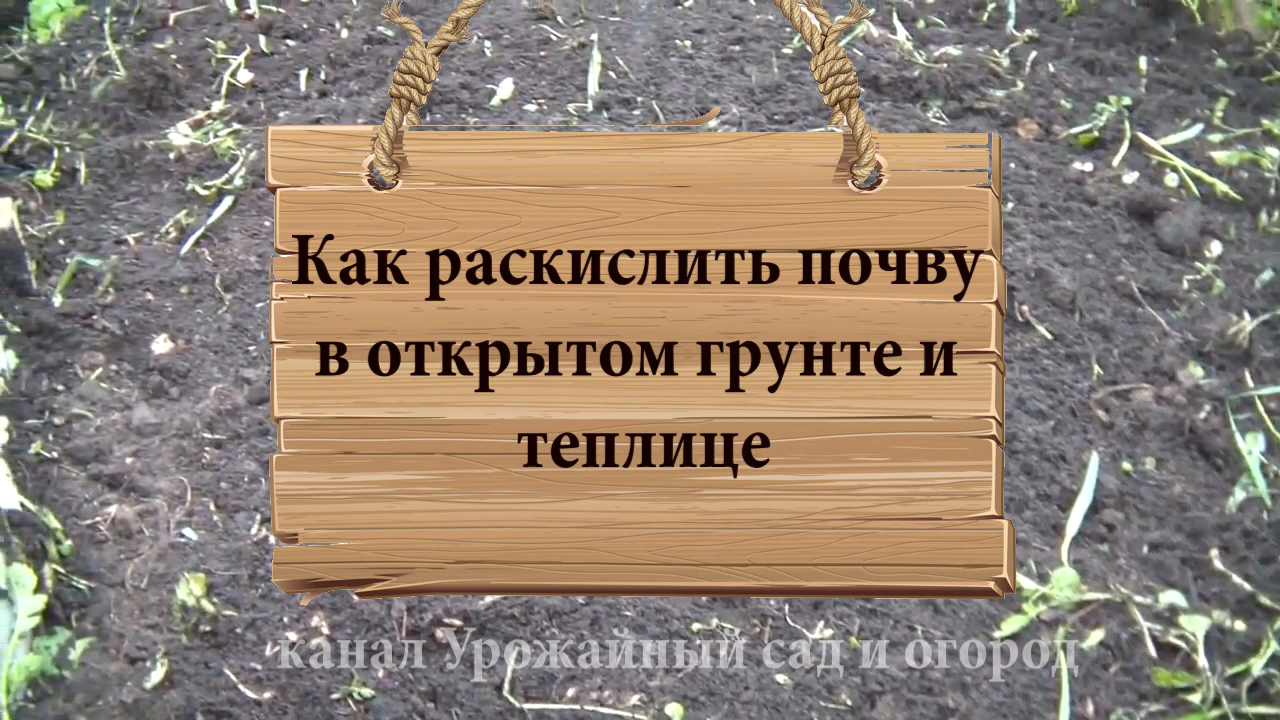 Как раскислить почву
в открытом грунте и
теплице
канал Урожайный сад и огород